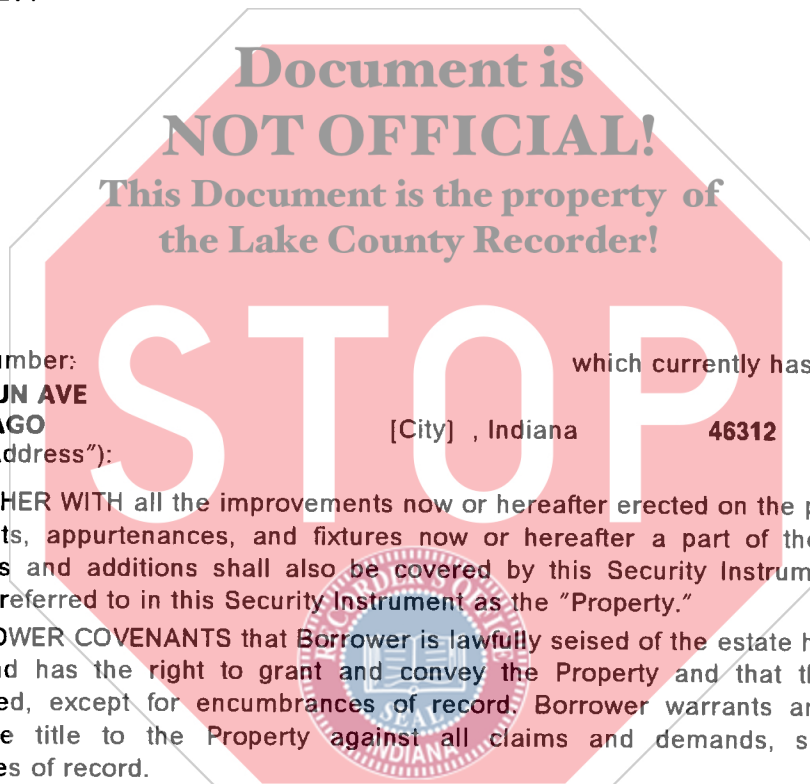 Document is
NOT OFFICIAL!
This Document is the property of
the Lake County Recorder!
STOP
umber: which currently has
UN AVE
AGO [City] , Indiana 46312
ddress"):
HER WITH all the improvements now or hereafter erected on the p
ts, appurtenances, and fixtures now or hereafter a part of the
s and additions shall also be covered by this Security Instrum
referred to in this Security Instrument as the "Property."
OWER COVENANTS that Borrower is lawfully seised of the estate h
nd has the right to grant and convey the Property and that th
ed, except for encumbrances of record. Borrower warrants an
e title to the Property against all claims and demands, s
es of record.
SEAL
INDIANA